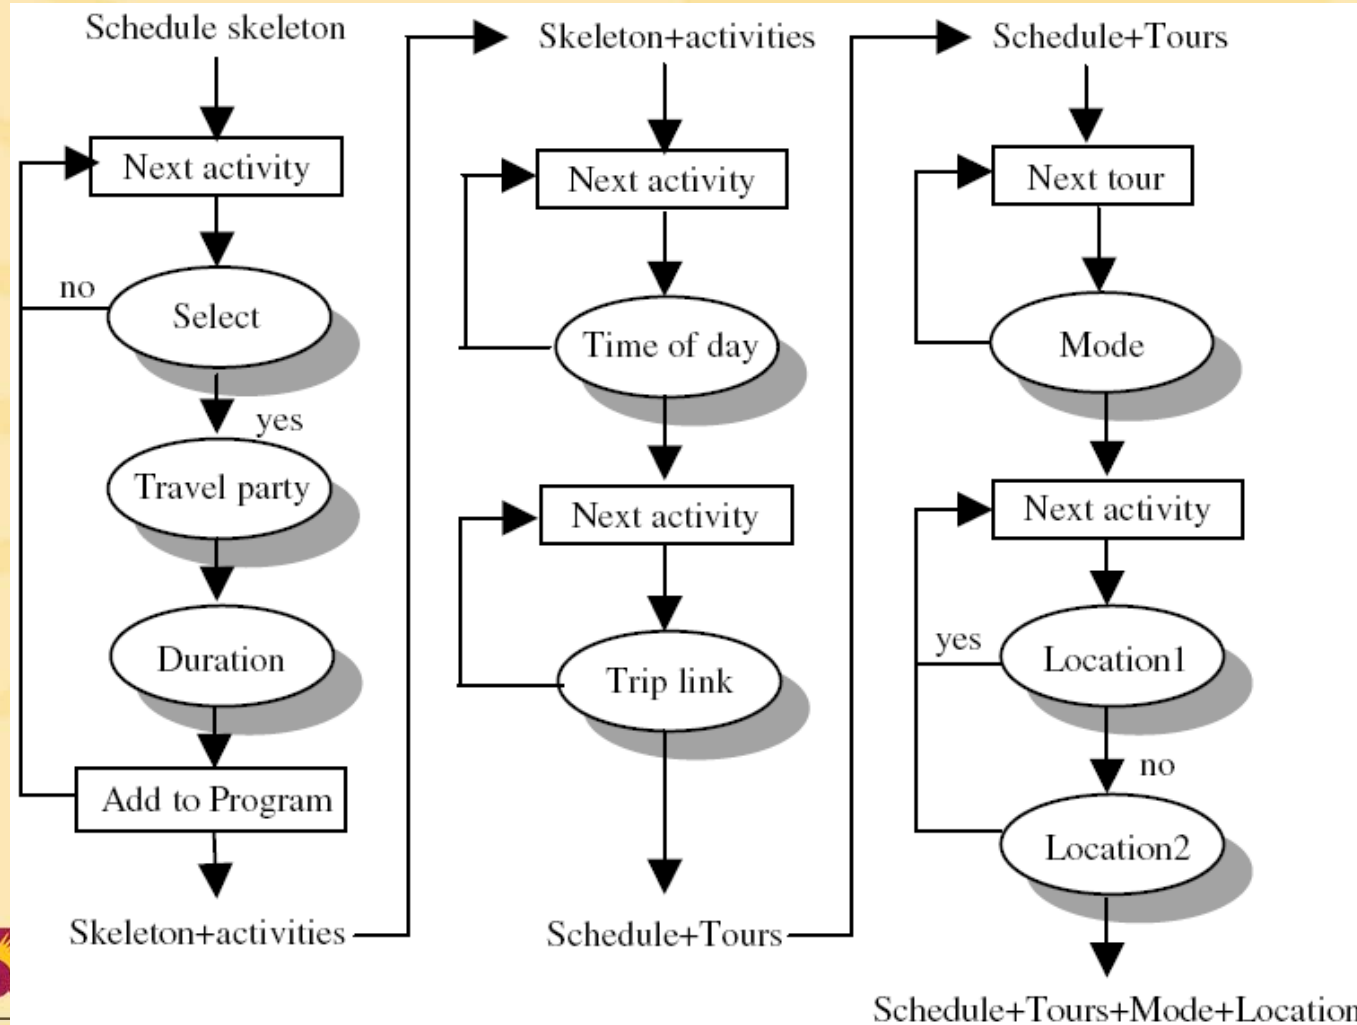 Schedule skeleton
Next activity
no
Select
yes
Travel party
Duration
Add to Program
Skeleton+activities
Skeleton+activities
Next activity
Time of day
Next activity
Trip link
Schedule+Tours
Schedule+Tours
Next tour
Mode
Next activity
yes
Location1
no
Location2
Schedule+Tours+Mode+Location